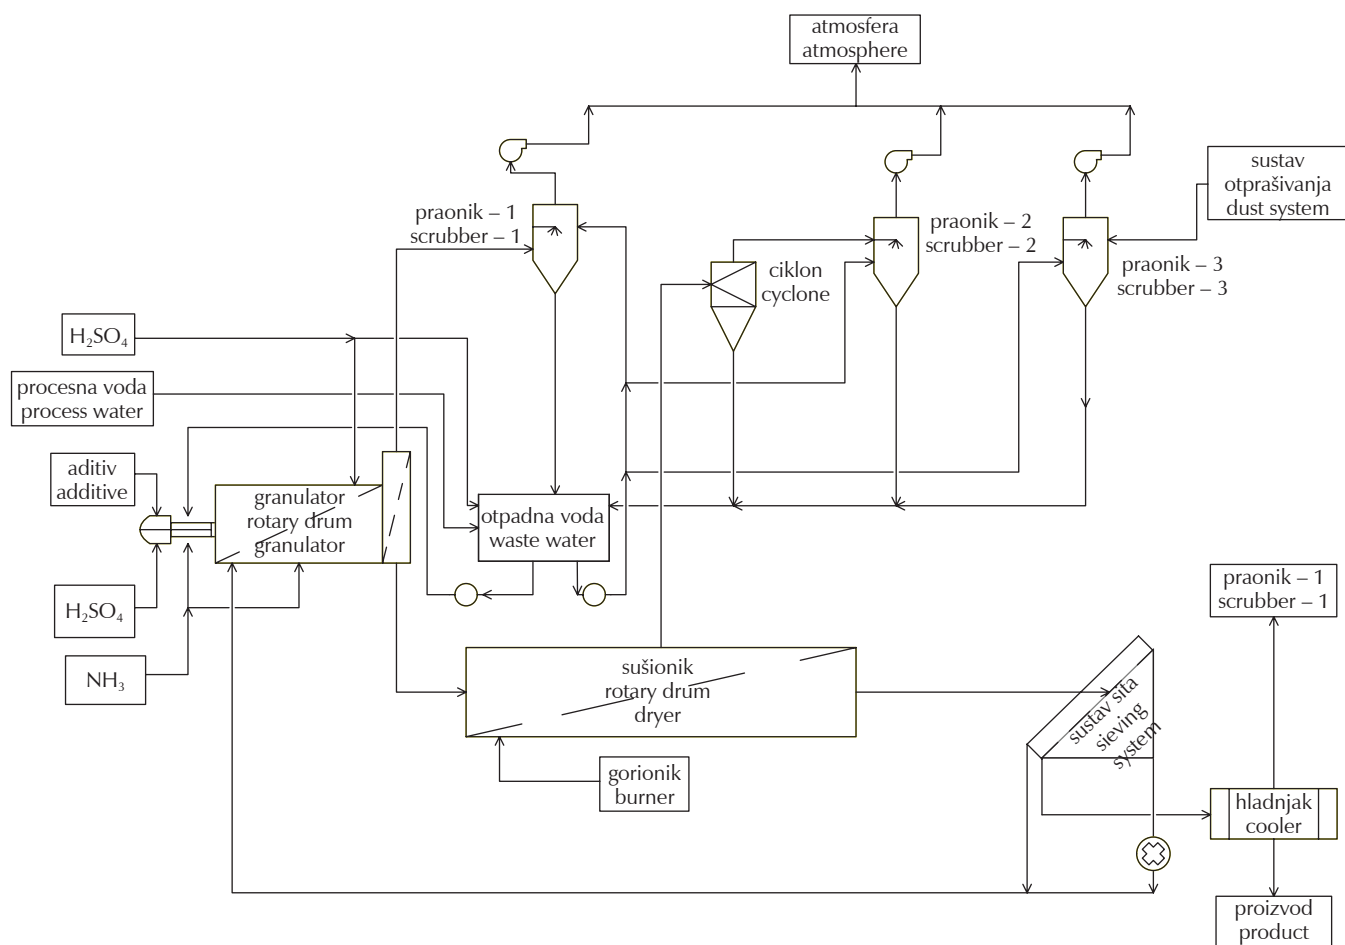 atmosfera
atmosphere
sustav
otprašivanja
dust system
praonik – 1
scrubber – 1
praonik – 2
scrubber – 2
ciklon
cyclone
praonik – 3
scrubber – 3
H₂SO₄
procesna voda
process water
aditiv
additive
granulator
rotary drum
granulator
otpadna voda
waste water
H₂SO₄
NH₃
praonik – 1
scrubber – 1
sušionik
rotary drum
dryer
sustav sita
sieving
system
gorionik
burner
hladnjak
cooler
proizvod
product